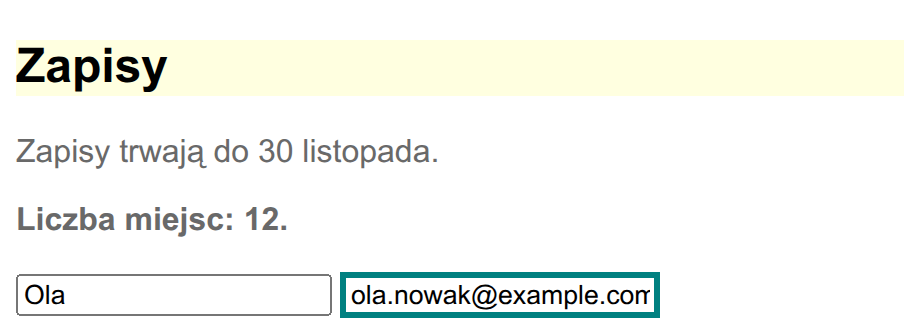 Zapisy
Zapisy trwają do 30 listopada.
Liczba miejsc: 12.
Ola ola.nowak@example.com